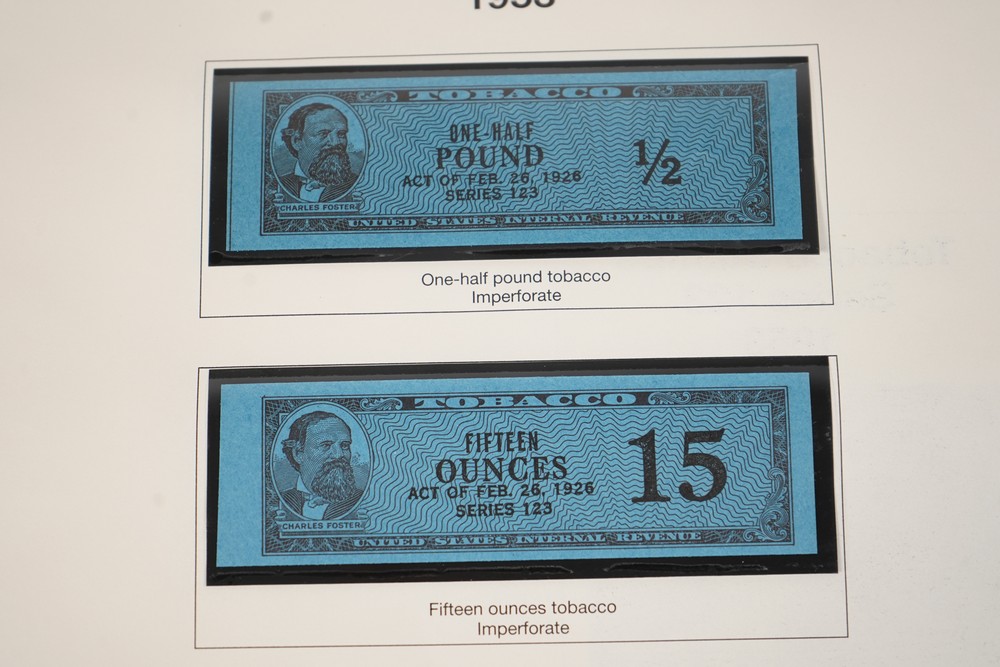 1953
TOBACCO
ONE-HALF
POUND
1/2
ACT OF FEB. 26, 1926
SERIES 123
CHARLES FOSTER
UNITED STATES INTERNAL REVENUE
One-half pound tobacco
Imperforate
TOBACCO
FIFTEEN
OUNCES
15
ACT OF FEB. 26, 1926
SERIES 123
CHARLES FOSTER
UNITED STATES INTERNAL REVENUE
Fifteen ounces tobacco
Imperforate